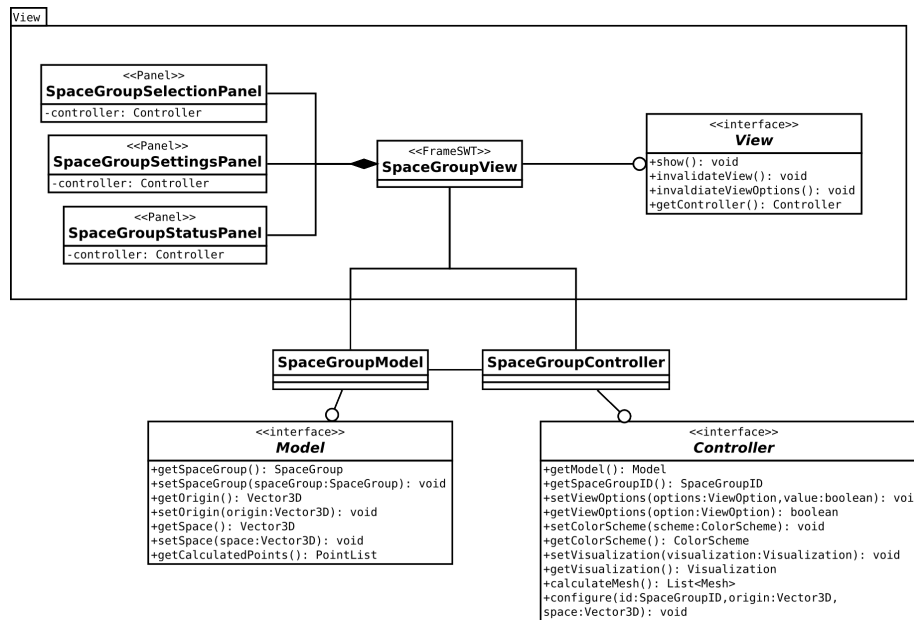 View
<<Panel>>
SpaceGroupSelectionPanel
-controller: Controller
<<Panel>>
SpaceGroupSettingsPanel
-controller: Controller
<<Panel>>
SpaceGroupStatusPanel
-controller: Controller
<<FrameSWT>>
SpaceGroupView
<<interface>>
View
+show(): void
+invalidateView(): void
+invaldiateViewOptions(): void
+getController(): Controller
SpaceGroupModel
SpaceGroupController
<<interface>>
Model
+getSpaceGroup(): SpaceGroup
+setSpaceGroup(spaceGroup:SpaceGroup): void
+getOrigin(): Vector3D
+setOrigin(origin:Vector3D): void
+getSpace(): Vector3D
+setSpace(space:Vector3D): void
+getCalculatedPoints(): PointList
<<interface>>
Controller
+getModel(): Model
+getSpaceGroupID(): SpaceGroupID
+setViewOptions(options:ViewOption,value:boolean): voi
+getViewOptions(option:ViewOption): boolean
+setColorScheme(scheme:ColorScheme): void
+getColorScheme(): ColorScheme
+setVisualization(visualization:Visualization): void
+getVisualization(): Visualization
+calculateMesh(): List<Mesh>
+configure(id:SpaceGroupID,origin:Vector3D,
space:Vector3D): void